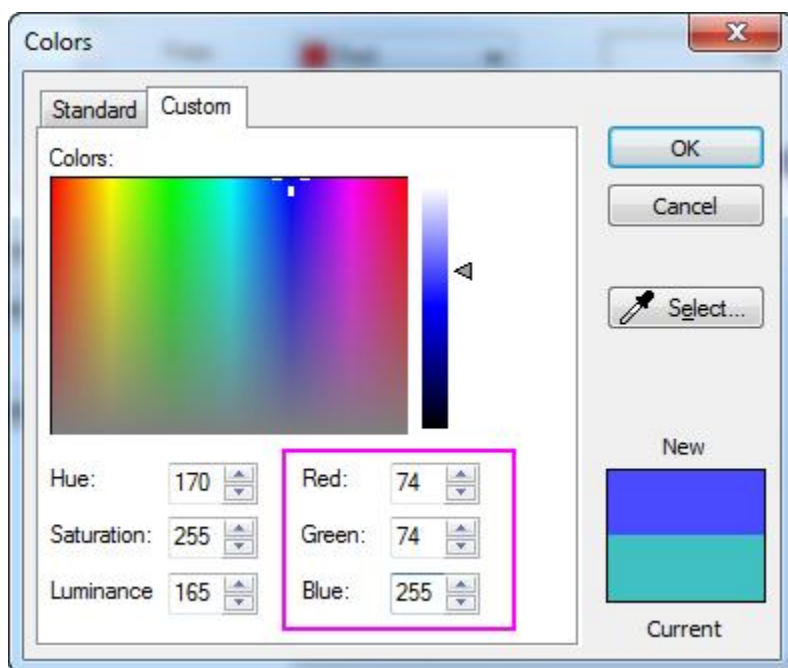 Colors
Standard Custom
Colors:
OK
Cancel
Select...
Hue: 170 Red: 74
Saturation: 255 Green: 74
Luminance 165 Blue: 255
New
Current